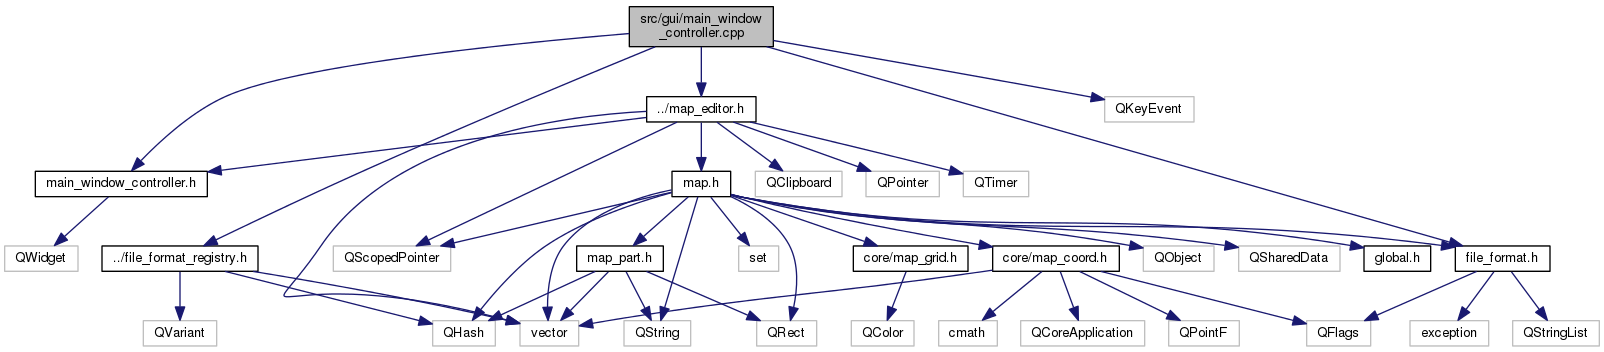 src/gui/main_window
_controller.cpp
../map_editor.h
QKeyEvent
main_window_controller.h
map.h
QClipboard
QPointer
QTimer
QWidget
../file_format_registry.h
QScopedPointer
map_part.h
set
core/map_grid.h
core/map_coord.h
QObject
QSharedData
global.h
file_format.h
QVariant
QHash
vector
QString
QRect
QColor
cmath
QCoreApplication
QPointF
QFlags
exception
QStringList